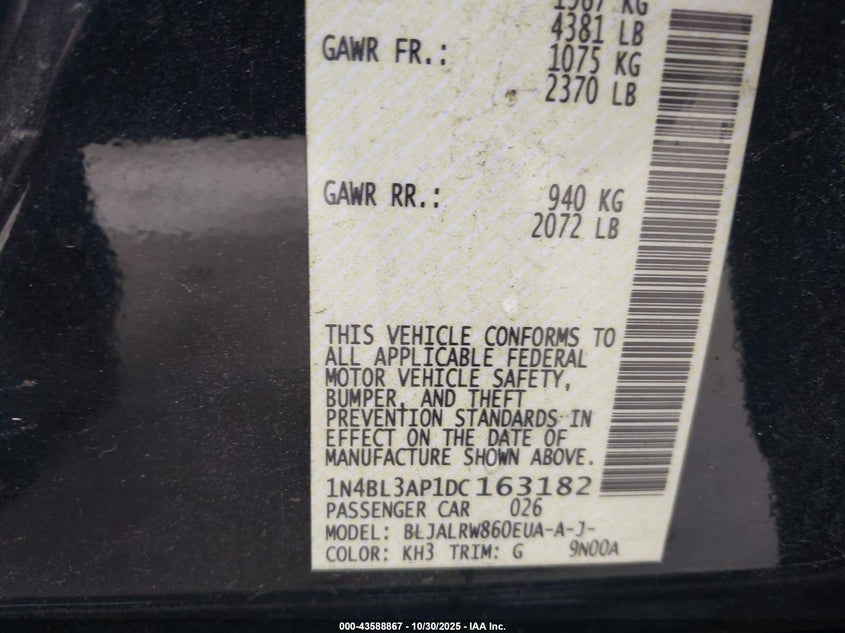 1987 KG
4381 LB
GAWR FR.: 1075 KG
2370 LB
GAWR RR.: 940 KG
2072 LB
THIS VEHICLE CONFORMS TO
ALL APPLICABLE FEDERAL
MOTOR VEHICLE SAFETY,
BUMPER, AND THEFT
PREVENTION STANDARDS IN
EFFECT ON THE DATE OF
MANUFACTURE SHOWN ABOVE.
1N4BL3AP1DC163182
PASSENGER CAR 026
MODEL: BLJALRW860EUA-A-J-
COLOR: KH3 TRIM: G 9N00A
000-43588867 - 10/30/2025 - IAA Inc.